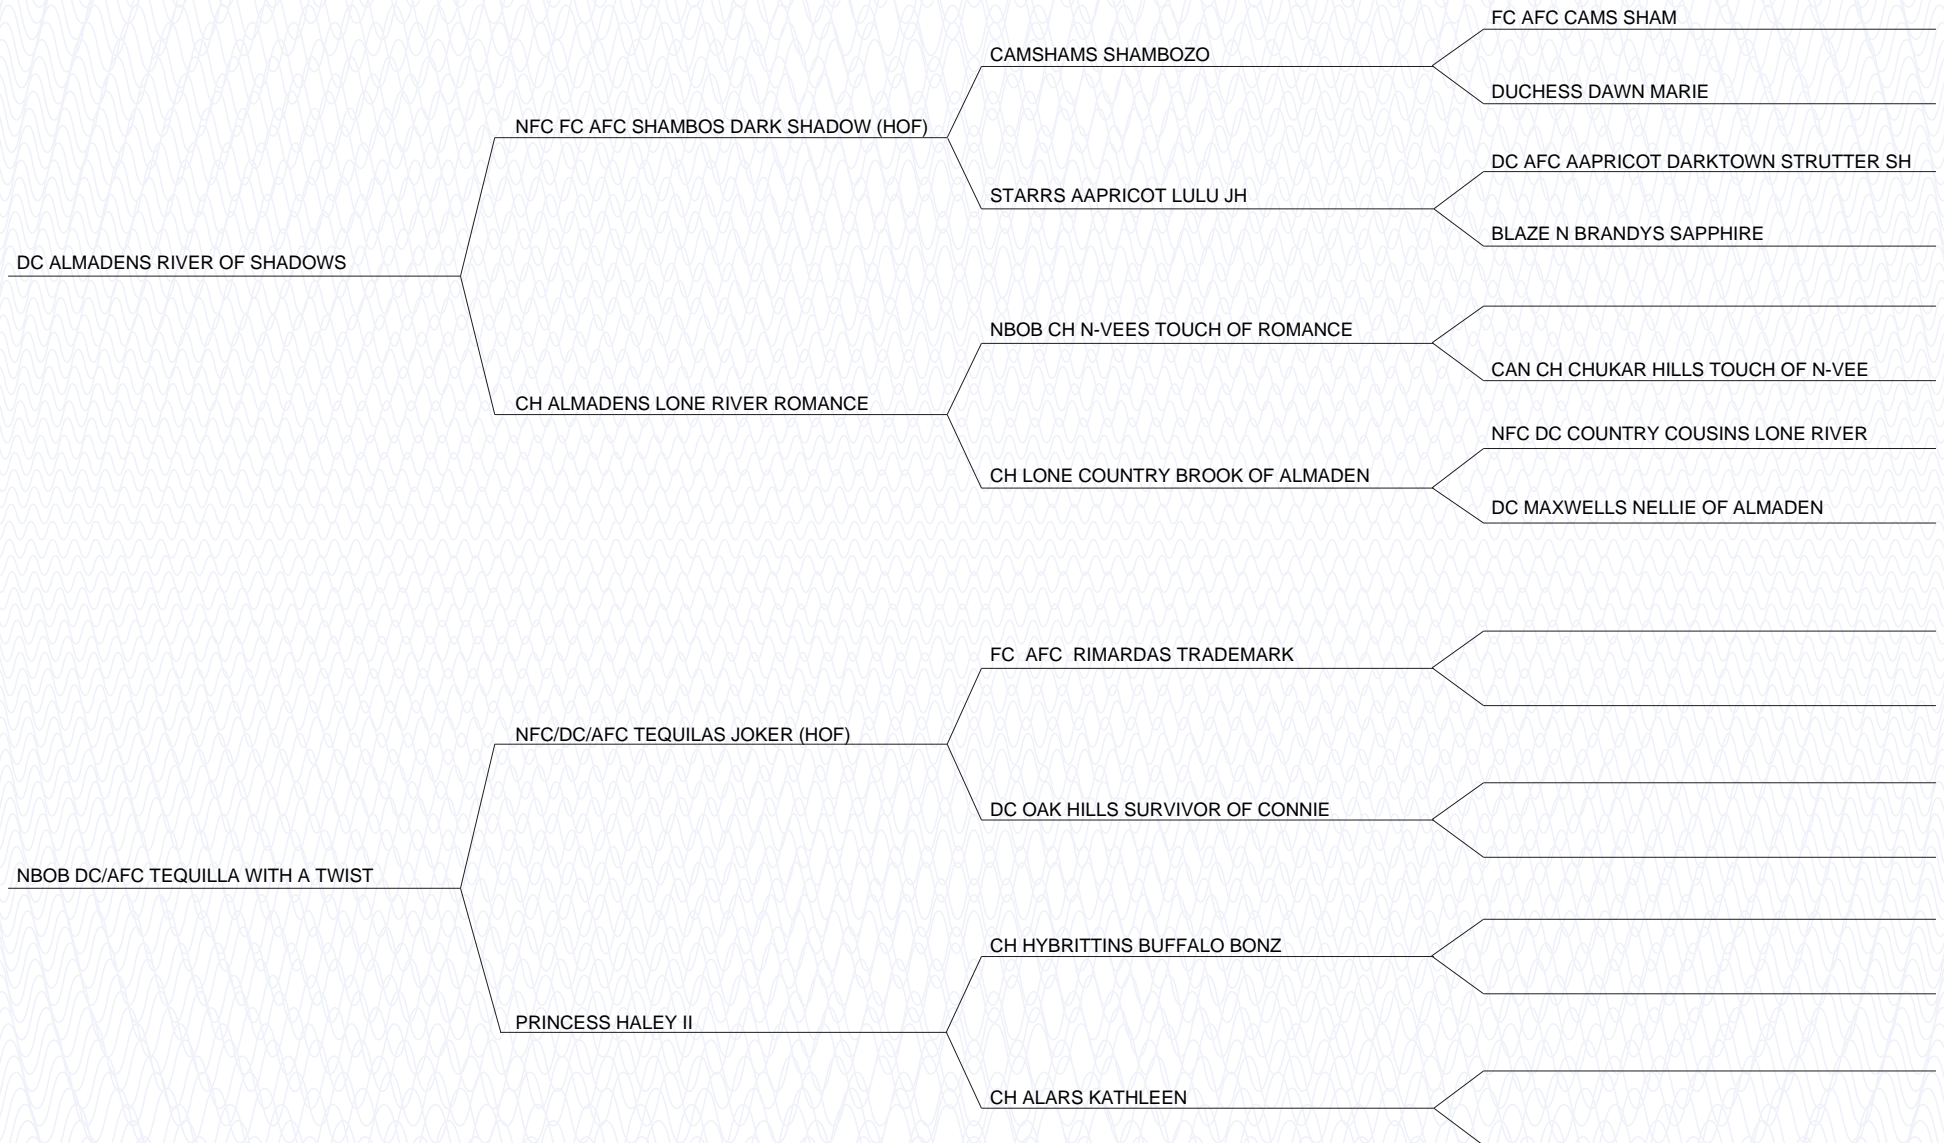 FC AFC CAMS SHAM
CAMSHAMS SHAMBOZO
DUCHESS DAWN MARIE
NFC FC AFC SHAMBOS DARK SHADOW (HOF)
DC AFC AAPRICOT DARKTOWN STRUTTER SH
STARRS AAPRICOT LULU JH
BLAZE N BRANDYS SAPPHIRE
DC ALMADENS RIVER OF SHADOWS
NBOB CH N-VEES TOUCH OF ROMANCE
CAN CH CHUKAR HILLS TOUCH OF N-VEE
CH ALMADENS LONE RIVER ROMANCE
NFC DC COUNTRY COUSINS LONE RIVER
CH LONE COUNTRY BROOK OF ALMADEN
DC MAXWELLS NELLIE OF ALMADEN
FC  AFC  RIMARDAS TRADEMARK
NFC/DC/AFC TEQUILAS JOKER (HOF)
DC OAK HILLS SURVIVOR OF CONNIE
NBOB DC/AFC TEQUILLA WITH A TWIST
CH HYBRITTINS BUFFALO BONZ
PRINCESS HALEY II
CH ALARS KATHLEEN